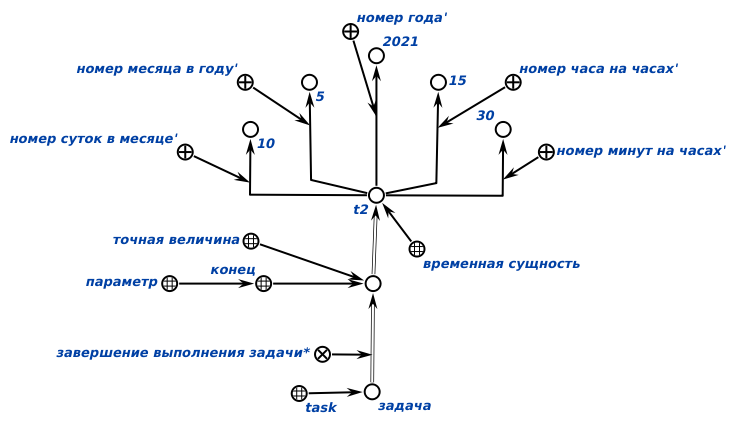 номер года'
2021
номер месяца в году'
5
15
номер часа на часах'
номер суток в месяце'
10
30
номер минут на часах'
t2
точная величина
временная сущность
параметр
конец
завершение выполнения задачи*
task
задача